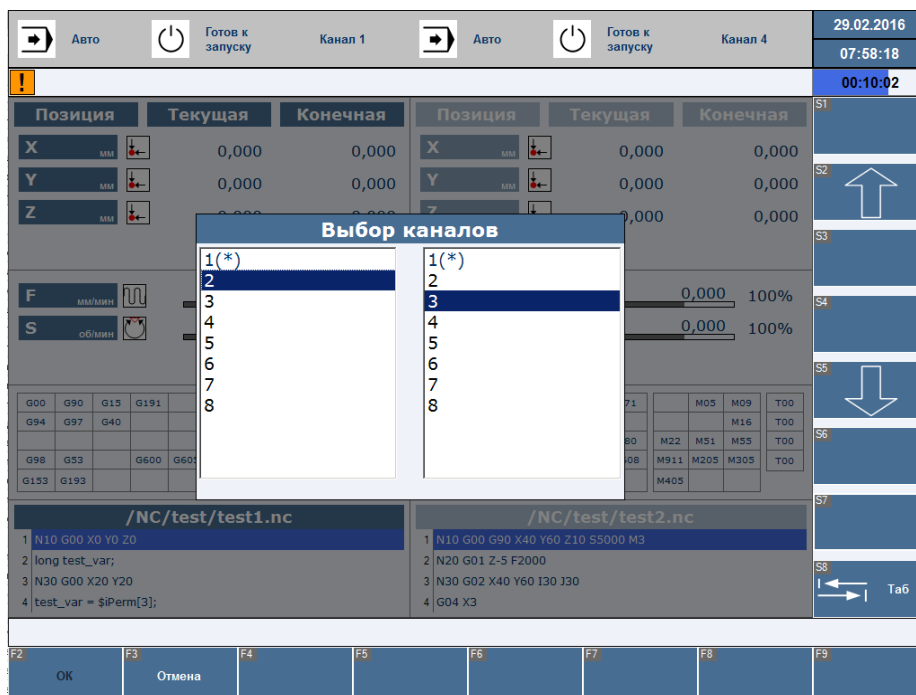 Авто
Готов к
запуску
Канал 1
Авто
Готов к
запуску
Канал 4
29.02.2016
07:58:18
!
00:10:02
Позиция Текущая Конечная
Позиция Текущая Конечная
X мм 0,000 0,000
X мм 0,000 0,000
Y мм 0,000 0,000
Y мм 0,000 0,000
Z мм
Z 0,000 0,000
Выбор каналов
1(*)
2
3
4
5
6
7
8
1(*)
2
3
4
5
6
7
8
F мм/мин
0,000 100%
S об/мин
0,000 100%
G00 G90 G15 G191
M05 M09 T00
G94 G97 G40
M16 T00
M22 M51 M55 T00
G98 G53 G600
M911 M205 M305 T00
G153 G193
M405
/NC/test/test1.nc
1 N10 G00 X0 Y0 Z0
2 long test_var;
3 N30 G00 X20 Y20
4 test_var = $iPerm[3];
/NC/test/test2.nc
1 N10 G00 G90 X40 Y60 Z10 S5000 M3
2 N20 G01 Z-5 F2000
3 N30 G02 X40 Y60 I30 J30
4 G04 X3
S1
S2
S3
S4
S5
S6
S7
S8
Таб
F2 ОК
F3 Отмена
F4
F5
F6
F7
F8
F9